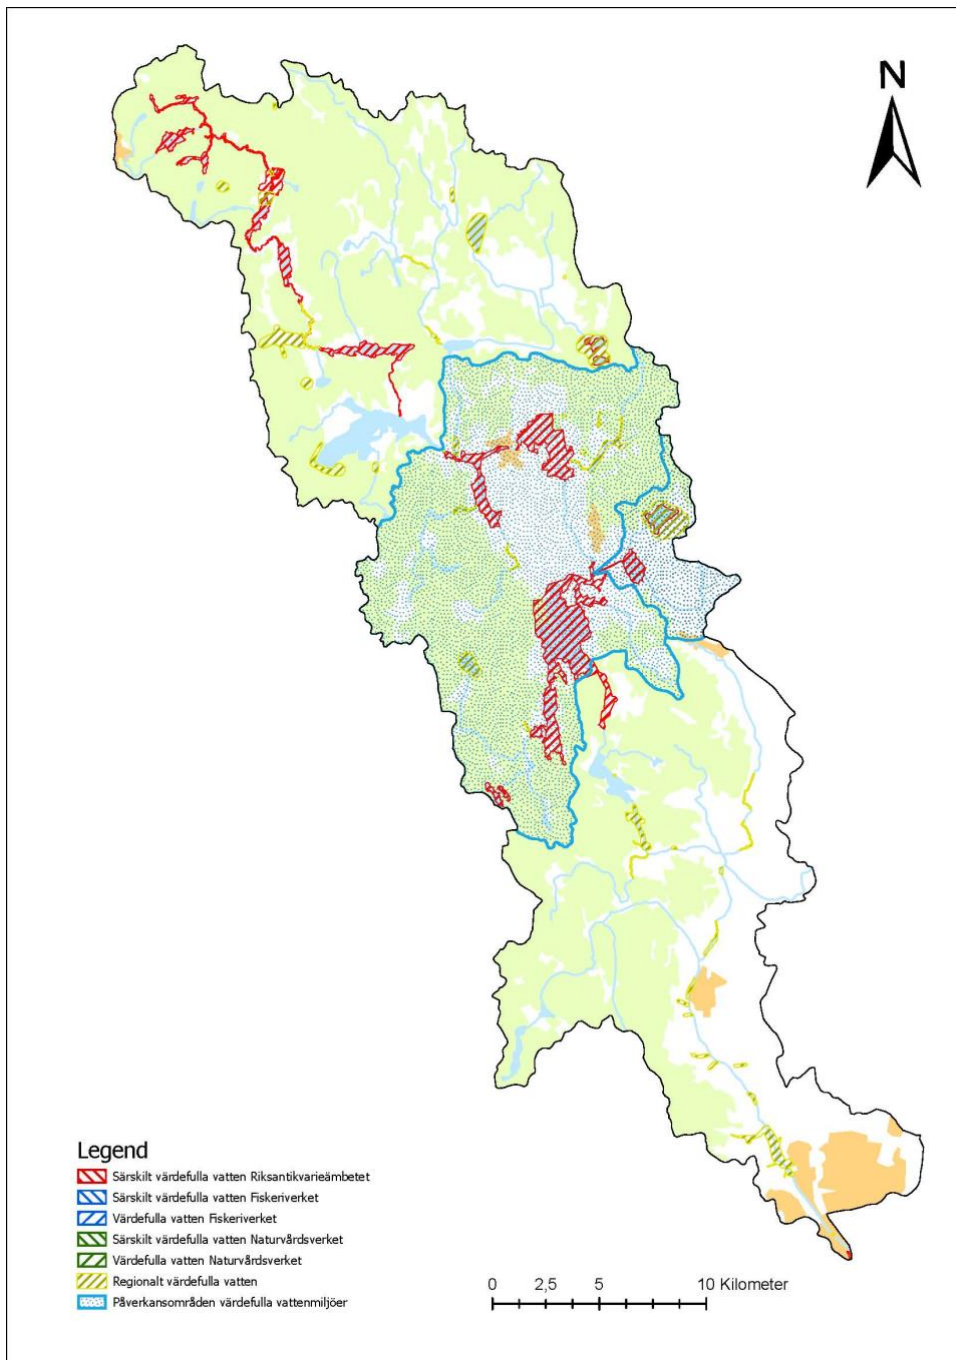 N
Legend
Särskilt värdefulla vatten Riksantikvarieämbetet
Särskilt värdefulla vatten Fiskeriverket
Värdefulla vatten Fiskeriverket
Särskilt värdefulla vatten Naturvårdsverket
Värdefulla vatten Naturvårdsverket
Regionalt värdefulla vatten
Påverkansområden värdefulla vattenmiljöer
0 2,5 5 10 Kilometer